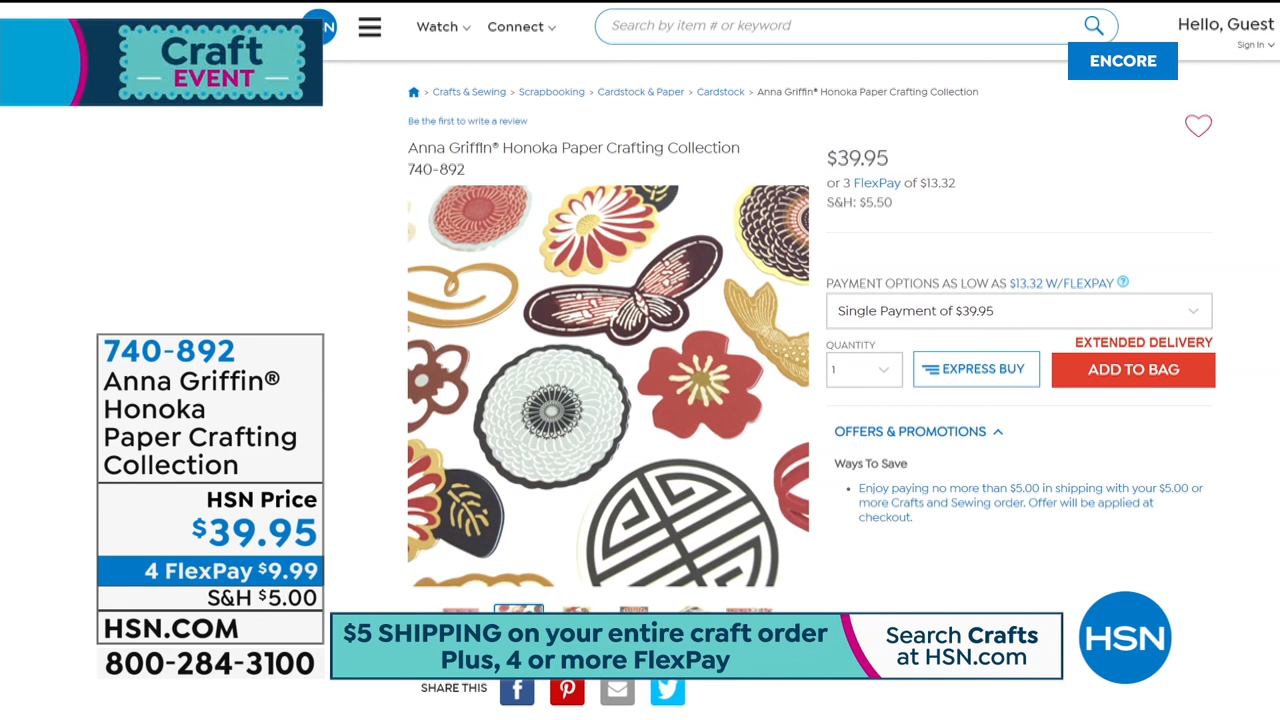 Craft
EVENT
N
Watch
Connect
Search by item # or keyword
Hello, Guest
Sign In
ENCORE
> Crafts & Sewing > Scrapbooking > Cardstock & Paper > Cardstock > Anna Griffin® Honoka Paper Crafting Collection
Be the first to write a review
Anna Griffin® Honoka Paper Crafting Collection
740-892
$39.95
or 3 FlexPay of $13.32
S&H: $5.50
PAYMENT OPTIONS AS LOW AS $13.32 W/FLEXPAY ?
Single Payment of $39.95
QUANTITY
1
EXPRESS BUY
EXTENDED DELIVERY
ADD TO BAG
OFFERS & PROMOTIONS
Ways To Save
• Enjoy paying no more than $5.00 in shipping with your $5.00 or
more Crafts and Sewing order. Offer will be applied at
checkout.
740-892
Anna Griffin®
Honoka
Paper Crafting
Collection
HSN Price
$39.95
4 FlexPay $9.99
S&H $5.00
HSN.COM
800-284-3100
$5 SHIPPING on your entire craft order
Plus, 4 or more FlexPay
Search Crafts
at HSN.com
HSN
SHARE THIS